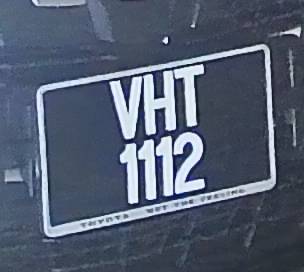 VHT
1112
TOYOTA GET THE FEELING